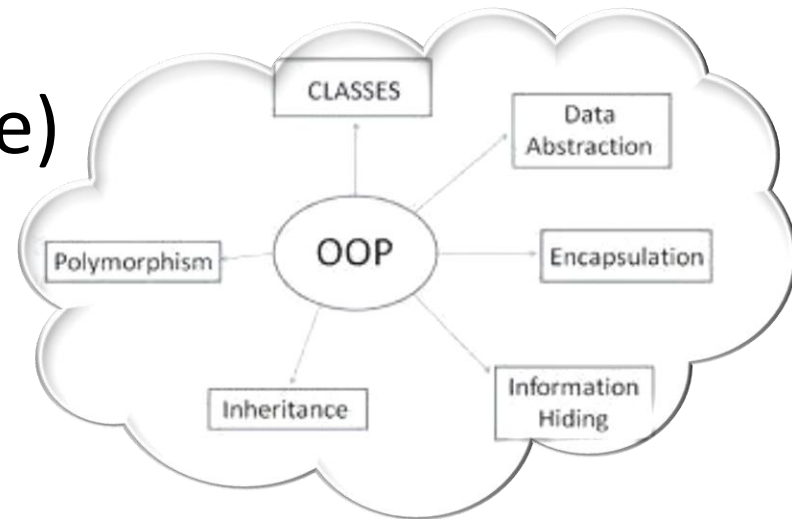 e)
CLASSES
Data
Abstraction
OOP
Polymorphism
Encapsulation
Inheritance
Information
Hiding